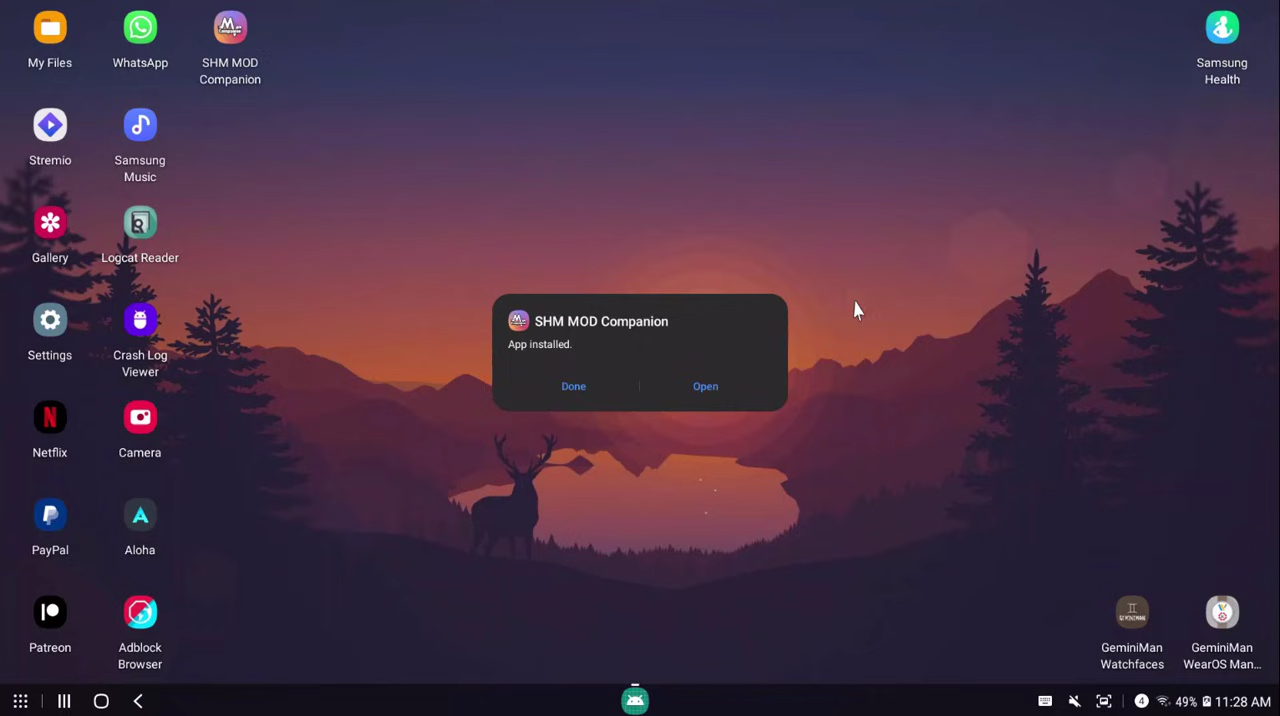 My Files
WhatsApp
SHM MOD
Companion
Samsung
Health
Stremio
Samsung
Music
Gallery
Logcat Reader
SHM MOD Companion
App installed.
Done
Open
Settings
Crash Log
Viewer
Netflix
Camera
PayPal
Aloha
Patreon
Adblock
Browser
GEMINIMAN
GeminiMan
Watchfaces
GeminiMan
WearOS Man...
4
49%
11:28 AM